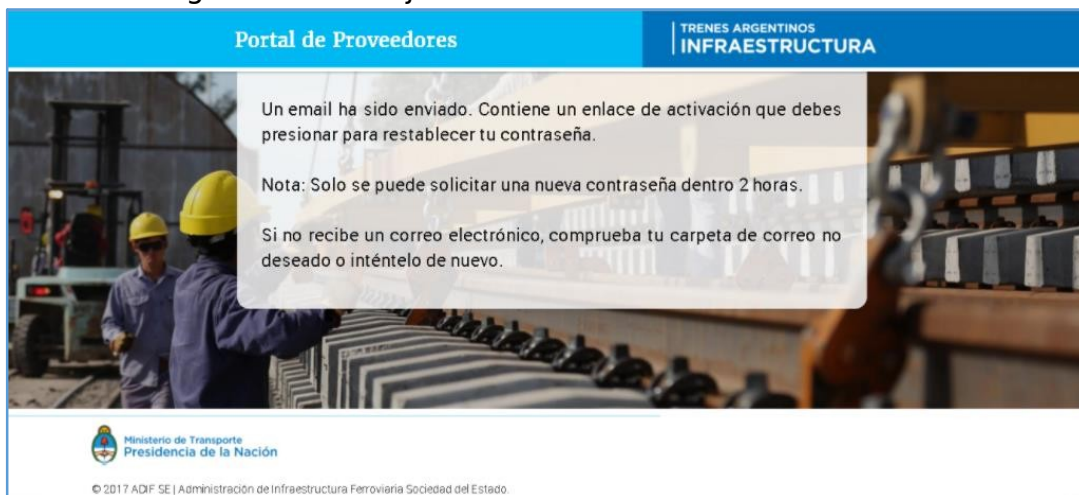 Portal de Proveedores
TRENES ARGENTINOS
INFRAESTRUCTURA
Un email ha sido enviado. Contiene un enlace de activación que debes
presionar para restablecer tu contraseña.
Nota: Solo se puede solicitar una nueva contraseña dentro 2 horas.
Si no recibe un correo electrónico, comprueba tu carpeta de correo no
deseado o inténtelo de nuevo.
Ministerio de Transporte
Presidencia de la Nación
© 2017 ADIF SE | Administración de Infraestructura Ferroviaria Sociedad del Estado.